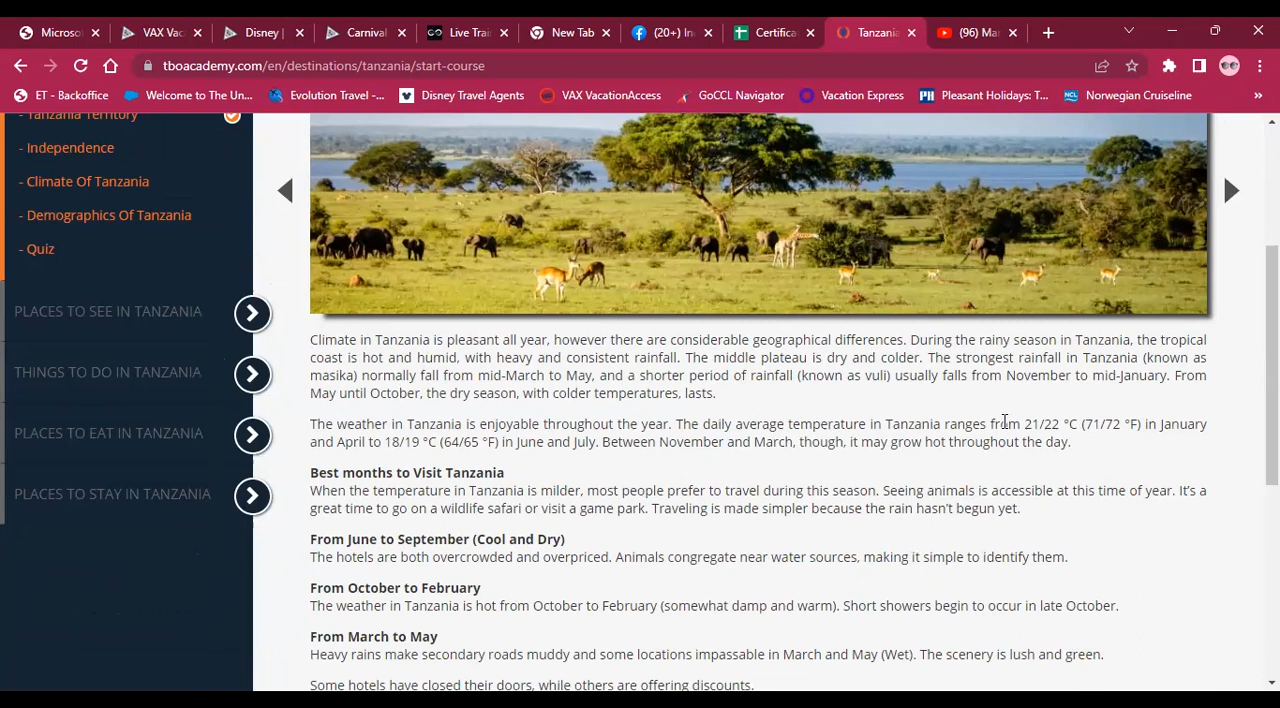 Microso
VAX Vac
Disney |
Carnival
Live Trai
New Tab
(20+) In
Certifica
Tanzania
(96) Ma
tboacademy.com/en/destinations/tanzania/start-course
ET - Backoffice
Welcome to The Un...
Evolution Travel -...
Disney Travel Agents
VAX VacationAccess
GoCCL Navigator
Vacation Express
Pleasant Holidays: T...
Norwegian Cruiseline
»
- Tanzania Territory
- Independence
- Climate Of Tanzania
- Demographics Of Tanzania
- Quiz
PLACES TO SEE IN TANZANIA
THINGS TO DO IN TANZANIA
PLACES TO EAT IN TANZANIA
PLACES TO STAY IN TANZANIA
Climate in Tanzania is pleasant all year, however there are considerable geographical differences. During the rainy season in Tanzania, the tropical
coast is hot and humid, with heavy and consistent rainfall. The middle plateau is dry and colder. The strongest rainfall in Tanzania (known as
masika) normally fall from mid-March to May, and a shorter period of rainfall (known as vuli) usually falls from November to mid-January. From
May until October, the dry season, with colder temperatures, lasts.
The weather in Tanzania is enjoyable throughout the year. The daily average temperature in Tanzania ranges from 21/22 °C (71/72 °F) in January
and April to 18/19 °C (64/65 °F) in June and July. Between November and March, though, it may grow hot throughout the day.
Best months to Visit Tanzania
When the temperature in Tanzania is milder, most people prefer to travel during this season. Seeing animals is accessible at this time of year. It’s a
great time to go on a wildlife safari or visit a game park. Traveling is made simpler because the rain hasn’t begun yet.
From June to September (Cool and Dry)
The hotels are both overcrowded and overpriced. Animals congregate near water sources, making it simple to identify them.
From October to February
The weather in Tanzania is hot from October to February (somewhat damp and warm). Short showers begin to occur in late October.
From March to May
Heavy rains make secondary roads muddy and some locations impassable in March and May (Wet). The scenery is lush and green.
Some hotels have closed their doors, while others are offering discounts.